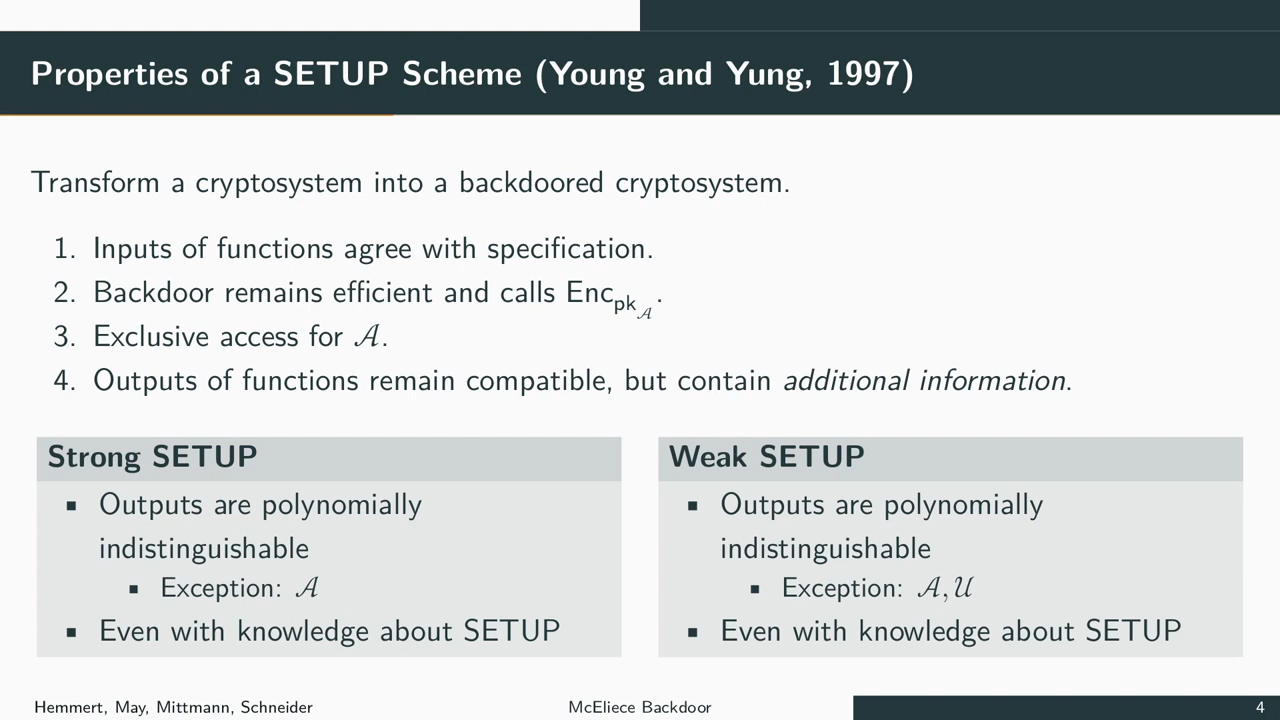 Properties of a SETUP Scheme (Young and Yung, 1997)
Transform a cryptosystem into a backdoored cryptosystem.
1. Inputs of functions agree with specification.
2. Backdoor remains efficient and calls Enc_{pk_𝒜}.
3. Exclusive access for 𝒜.
4. Outputs of functions remain compatible, but contain additional information.
Strong SETUP
▪ Outputs are polynomially
indistinguishable
▪ Exception: 𝒜
▪ Even with knowledge about SETUP
Weak SETUP
▪ Outputs are polynomially
indistinguishable
▪ Exception: 𝒜, 𝒰
▪ Even with knowledge about SETUP
Hemmert, May, Mittmann, Schneider
McEliece Backdoor
4